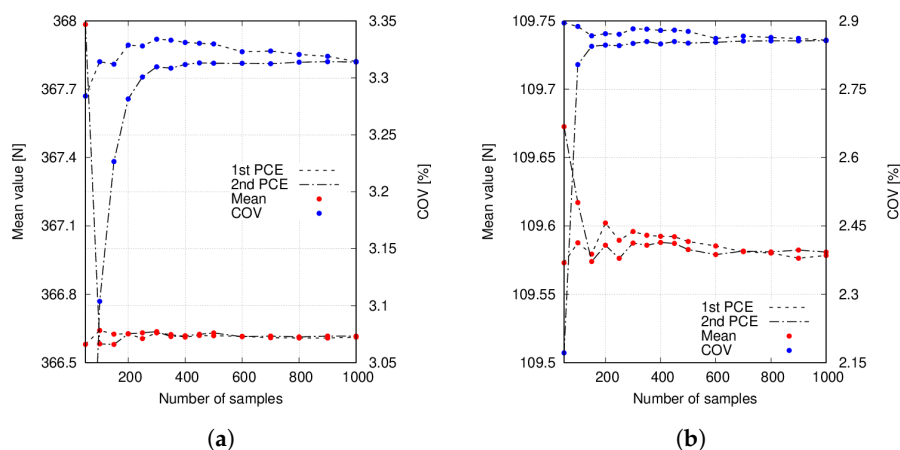 368
367.7
367.4
367.1
366.8
366.5
Mean value [N]
3.35
3.3
3.25
3.2
3.15
3.1
3.05
COV [%]
1st PCE
2nd PCE
Mean
COV
200 400 600 800 1000
Number of samples
(a)
109.75
109.7
109.65
109.6
109.55
109.5
Mean value [N]
2.9
2.75
2.6
2.45
2.3
2.15
COV [%]
1st PCE
2nd PCE
Mean
COV
200 400 600 800 1000
Number of samples
(b)